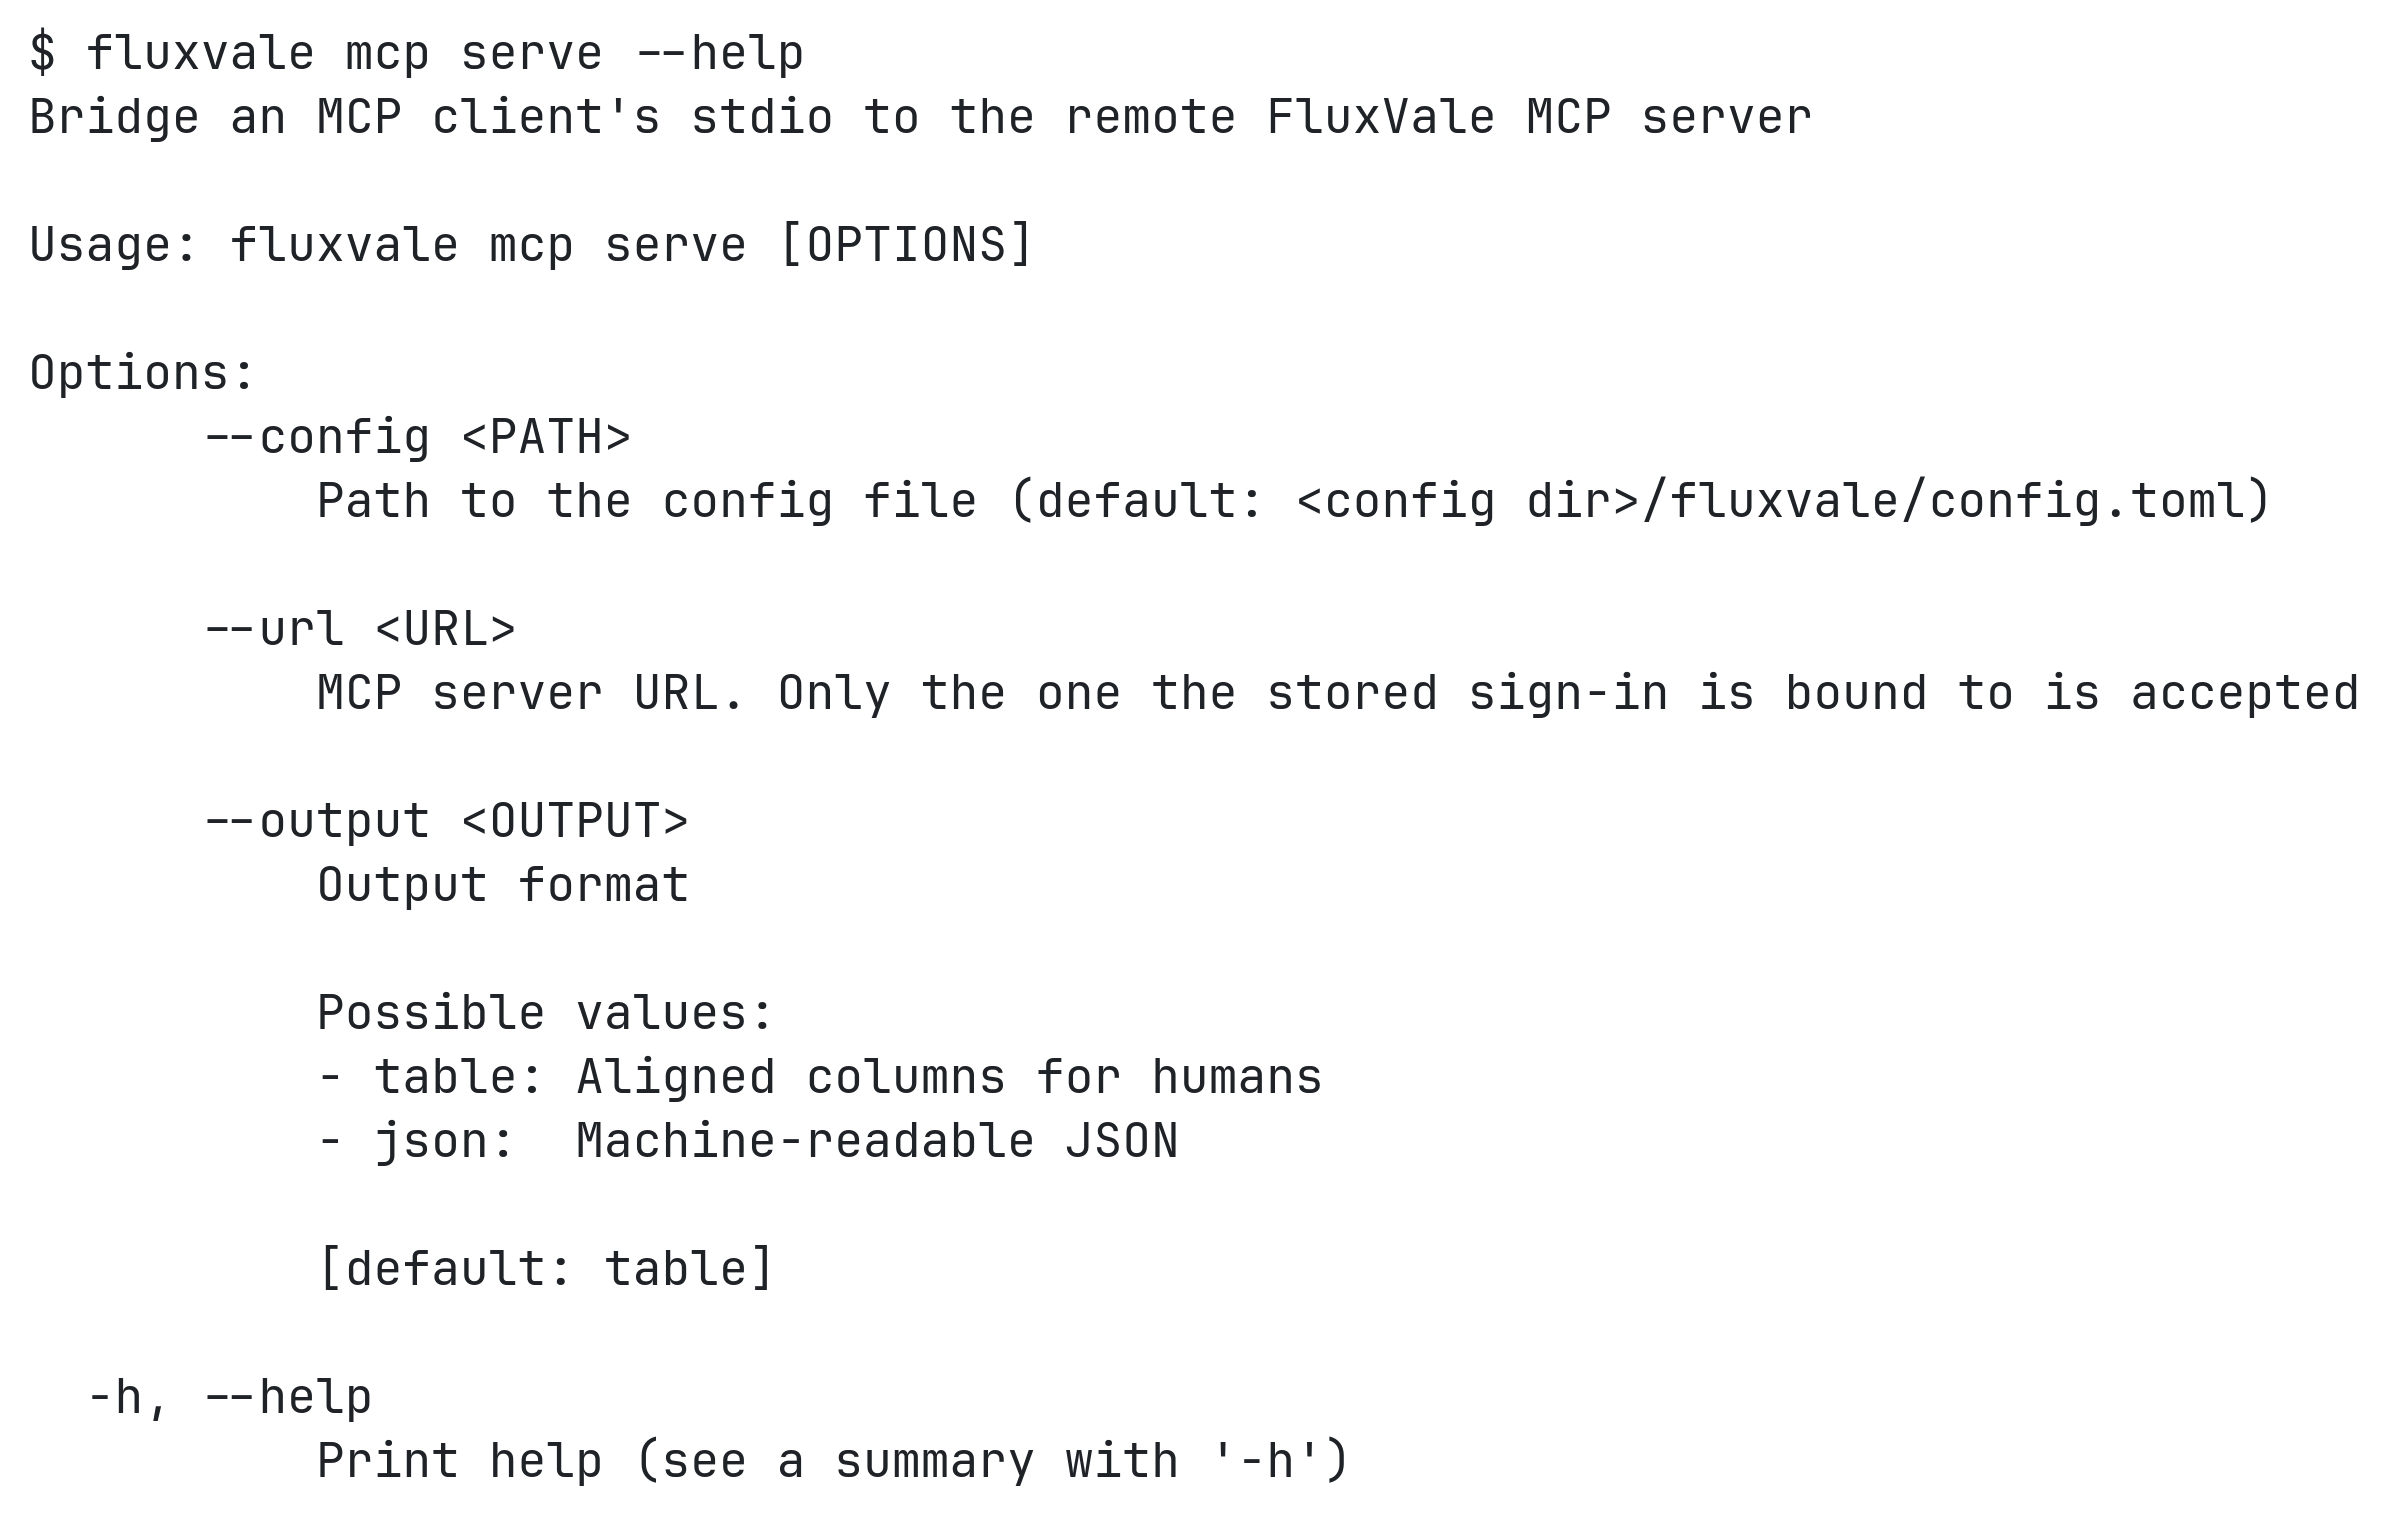 $ fluxvale mcp serve --help
Bridge an MCP client's stdio to the remote FluxVale MCP server

Usage: fluxvale mcp serve [OPTIONS]

Options:
      --config <PATH>
          Path to the config file (default: <config dir>/fluxvale/config.toml)

      --url <URL>
          MCP server URL. Only the one the stored sign-in is bound to is accepted

      --output <OUTPUT>
          Output format

          Possible values:
          - table: Aligned columns for humans
          - json:  Machine-readable JSON

          [default: table]

  -h, --help
          Print help (see a summary with '-h')